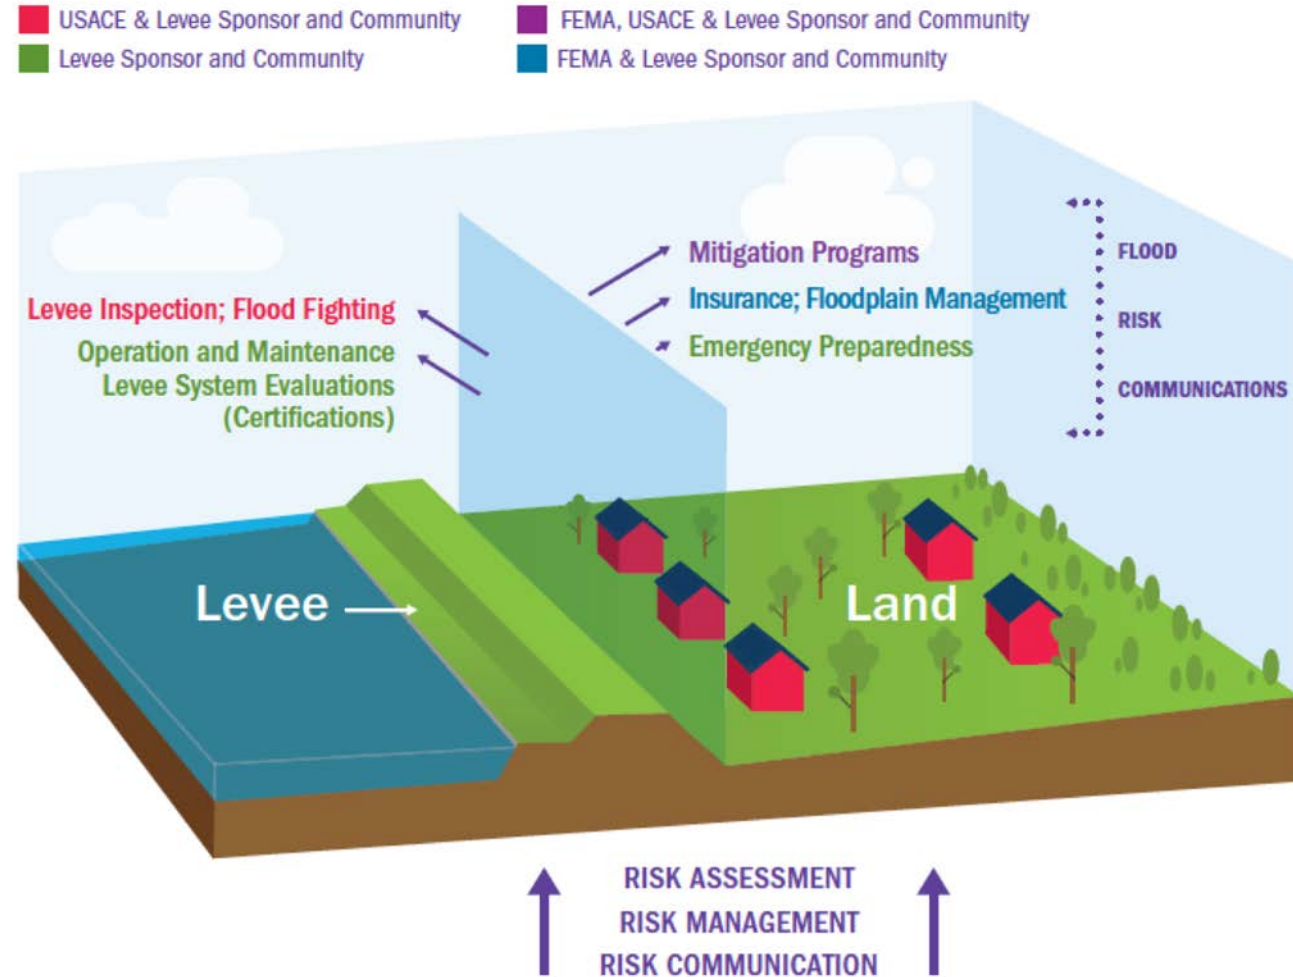 USACE & Levee Sponsor and Community
FEMA, USACE & Levee Sponsor and Community
Levee Sponsor and Community
FEMA & Levee Sponsor and Community
Levee Inspection; Flood Fighting
Operation and Maintenance
Levee System Evaluations
(Certifications)
Mitigation Programs
Insurance; Floodplain Management
Emergency Preparedness
FLOOD
RISK
COMMUNICATIONS
Levee
Land
RISK ASSESSMENT
RISK MANAGEMENT
RISK COMMUNICATION